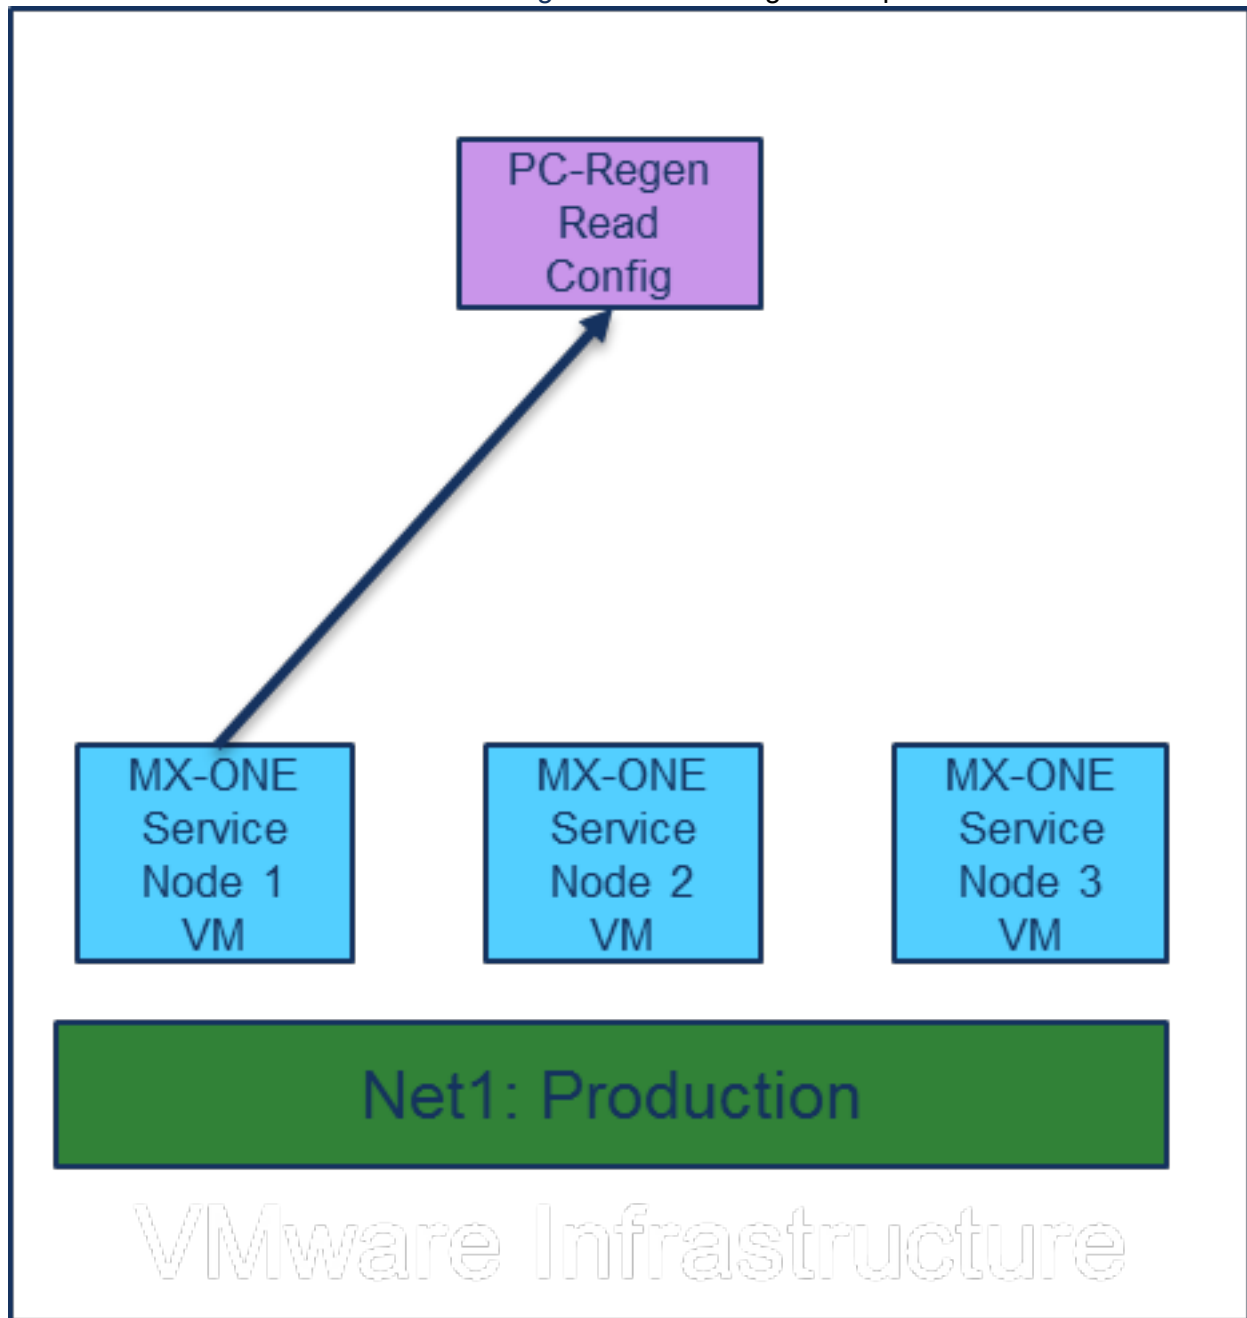 PC-Regen
Read
Config
MX-ONE
Service
Node 1
VM
MX-ONE
Service
Node 2
VM
MX-ONE
Service
Node 3
VM
Net1: Production
VMware Infrastructure